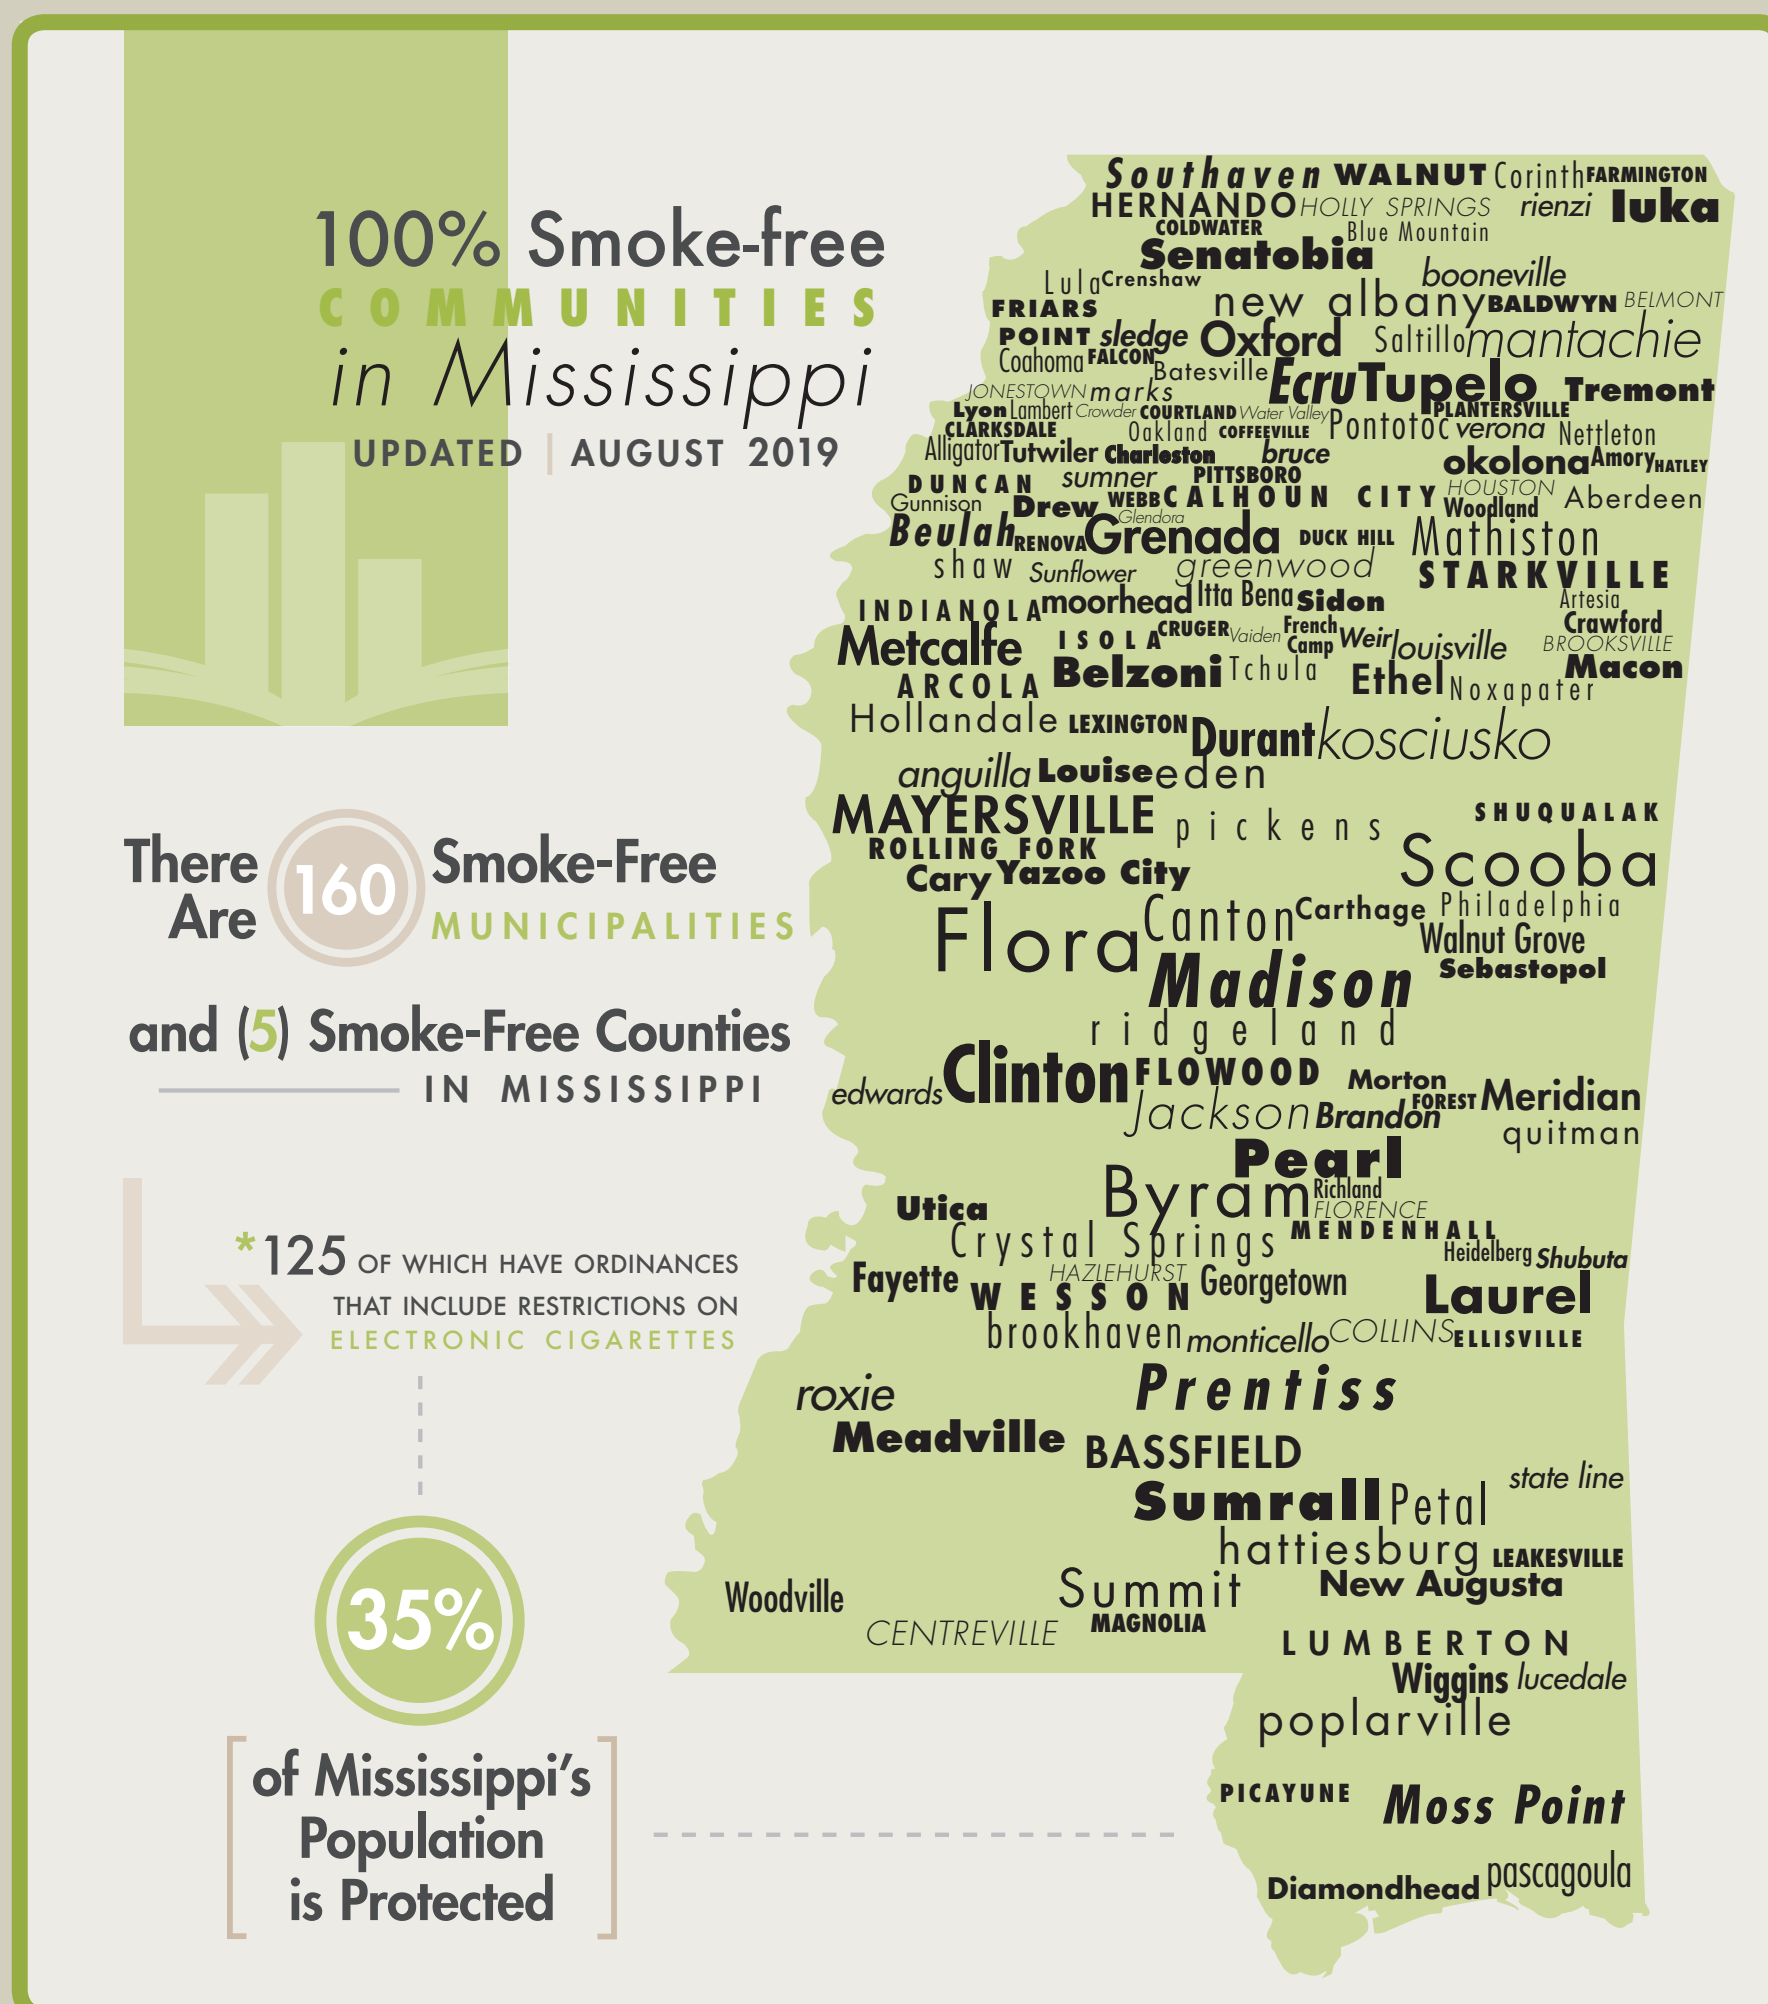 100% Smoke-free
COMMUNITIES
in Mississippi
UPDATED | AUGUST 2019
There Are 160 Smoke-Free
MUNICIPALITIES
and (5) Smoke-Free Counties
IN MISSISSIPPI
*125 OF WHICH HAVE ORDINANCES
THAT INCLUDE RESTRICTIONS ON
ELECTRONIC CIGARETTES
35%
of Mississippi's
Population
is Protected
Southaven WALNUT Corinth FARMINGTON
HERNANDO HOLLY SPRINGS rienzi Iuka
COLDWATER Blue Mountain
Senatobia booneville
Lula Crenshaw
new albany BALDWYN BELMONT
FRIARS
POINT sledge Oxford Saltillo mantachie
Coahoma FALCON Batesville Ecru Tupelo Tremont
JONESTOWN marks
Lyon Lambert Crowder COURTLAND Water Valley Pontotoc PLANTERSVILLE
CLARKSDALE Oakland COFFEEVILLE verona Nettleton
Alligator Tutwiler Charleston bruce okolona Amory HATLEY
DUNCAN sumner PITTSBORO HOUSTON
Gunnison Drew WEBB CALHOUN CITY Woodland Aberdeen
Beulah RENOVA Glendora Grenada DUCK HILL Mathiston
shaw Sunflower greenwood STARKVILLE
INDIANOLA moorhead Itta Bena Sidon Artesia
Metcalfe ISOLA CRUGER Vaiden French Camp Weir louisville Crawford
BROOKSVILLE
ARCOLA Belzoni Tchula Ethel Noxapater Macon
Hollandale LEXINGTON Durant kosciusko
anguilla Louise eden
MAYERSVILLE pickens SHUQUALAK
ROLLING FORK Scooba
Cary Yazoo City
Flora Canton Carthage Philadelphia
Walnut Grove
Madison Sebastopol
ridgeland
edwards Clinton FLOWOOD Morton
Jackson Brandon FOREST Meridian
quitman
Pearl
Byram Richland
Utica FLORENCE
Crystal Springs MENDENHALL
Heidelberg Shubuta
Fayette HAZLEHURST Georgetown
WESSON Laurel
brookhaven monticello COLLINS ELLISVILLE
roxie Prentiss
Meadville BASSFIELD
Sumrall Petal state line
hattiesburg LEAKESVILLE
Woodville Summit New Augusta
CENTREVILLE MAGNOLIA
LUMBERTON
Wiggins lucedale
poplarville
PICAYUNE Moss Point
Diamondhead pascagoula